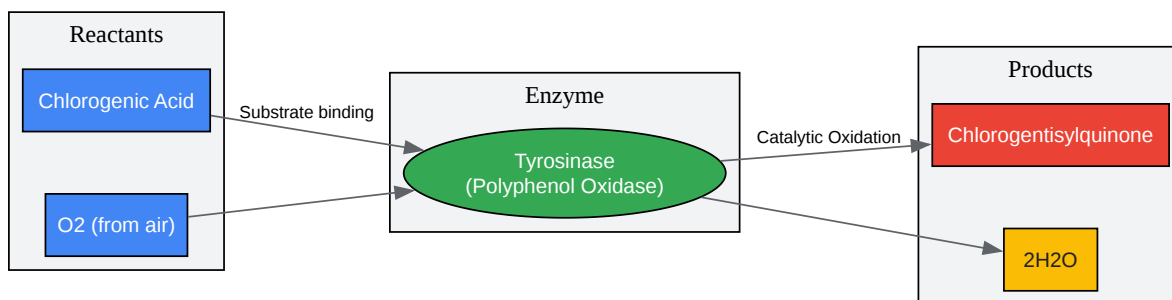 Reactants
Chlorogenic Acid
O2 (from air)
Substrate binding
Enzyme
Tyrosinase
(Polyphenol Oxidase)
Catalytic Oxidation
Products
Chlorogentisylquinone
2H2O